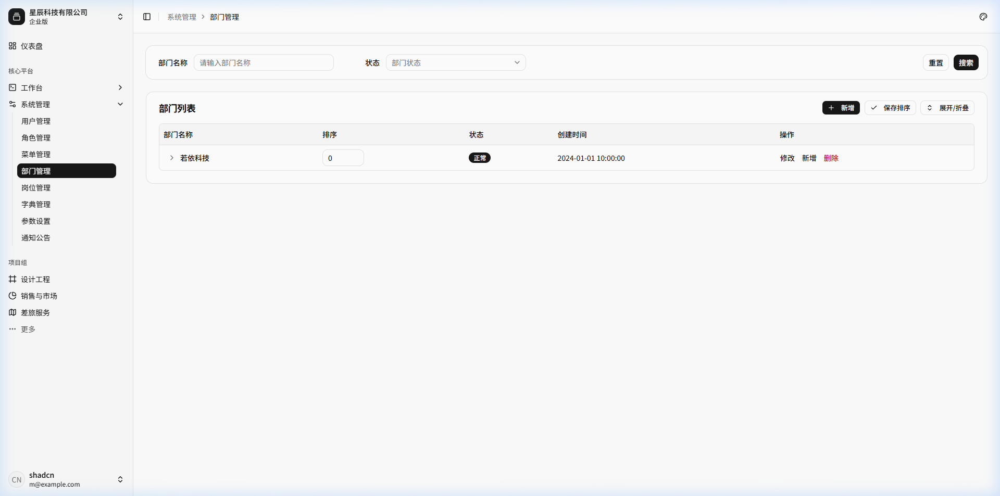 星辰科技有限公司
企业版
仪表盘
核心平台
工作台
系统管理
用户管理
角色管理
菜单管理
部门管理
岗位管理
字典管理
参数设置
通知公告
项目组
设计工程
销售与市场
差旅服务
更多
CN
shadcn
m@example.com
系统管理 部门管理
部门名称 请输入部门名称 状态 部门状态 重置 搜索
部门列表 新增 保存排序 展开/折叠
部门名称 排序 状态 创建时间 操作
若依科技 0 正常 2024-01-01 10:00:00 修改 新增 删除